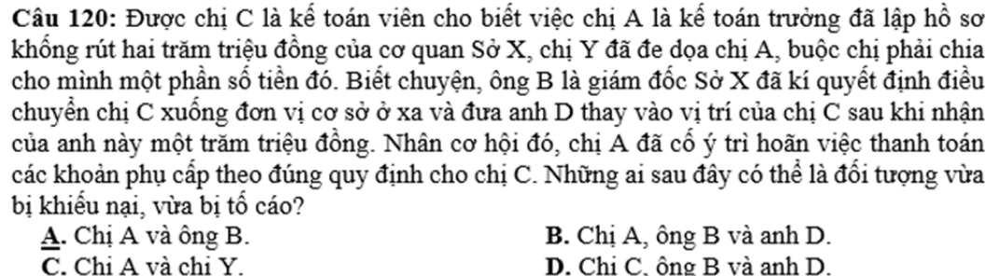 Câu 120: Được chị C là kế toán viên cho biết việc chị A là kế toán trưởng đã lập hồ sơ
khống rút hai trăm triệu đồng của cơ quan Sở X, chị Y đã đe dọa chị A, buộc chị phải chia
cho mình một phần số tiền đó. Biết chuyện, ông B là giám đốc Sở X đã kí quyết định điều
chuyển chị C xuống đơn vị cơ sở ở xa và đưa anh D thay vào vị trí của chị C sau khi nhận
của anh này một trăm triệu đồng. Nhân cơ hội đó, chị A đã cố ý trì hoãn việc thanh toán
các khoản phụ cấp theo đúng quy định cho chị C. Những ai sau đây có thể là đối tượng vừa
bị khiếu nại, vừa bị tố cáo?
A. Chị A và ông B. B. Chị A, ông B và anh D.
C. Chị A và chị Y. D. Chị C, ông B và anh D.